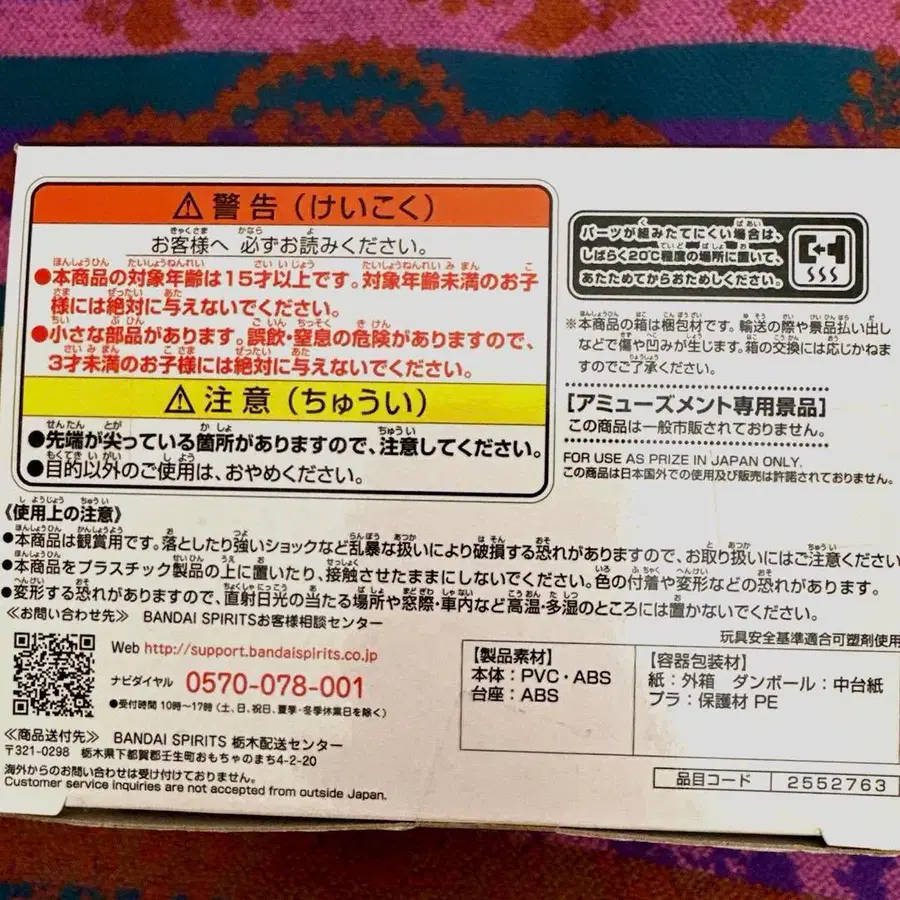 ⚠警告（けいこく）
お客様へ 必ずお読みください。
●本商品の対象年齢は15才以上です。対象年齢未満のお子
様には絶対に与えないでください。
●小さな部品があります。誤飲・窒息の危険がありますので、
3才未満のお子様には絶対に与えないでください。
⚠注意（ちゅうい）
●先端が尖っている箇所がありますので、注意してください。
●目的以外のご使用は、おやめください。
パーツが組みたてにくい場合は、
しばらく20℃程度の場所に置いて、
あたためてからおためしください。
※本商品の箱は梱包材です。輸送の際や景品払い出し
などで傷や凹みが生じます。箱の交換には応じかねま
すのでご了承ください。
［アミューズメント専用景品］
この商品は一般市販されておりません。
FOR USE AS PRIZE IN JAPAN ONLY.
この商品は日本国外での使用及び販売は許諾されておりません。
《使用上の注意》
●本商品は観賞用です。落としたり強いショックなど乱暴な扱いにより破損する恐れがありますので、お取り扱いにはご注意ください
●本商品をプラスチック製品の上に置いたり、接触させたままにしないでください。色の付着や変形などの恐れがあります。
●変形する恐れがありますので、直射日光の当たる場所や窓際・車内など高温・多湿のところには置かないでください。
≪お問い合わせ先≫ BANDAI SPIRITSお客様相談センター
玩具安全基準適合可塑剤使用
Web http://support.bandaispirits.co.jp
ナビダイヤル 0570-078-001
●受付時間 10時〜17時（土、日、祝日、夏季・冬季休業日を除く）
≪商品送付先≫ BANDAI SPIRITS 栃木配送センター
〒321-0298 栃木県下都賀郡壬生町おもちゃのまち4-2-20
海外からのお問い合わせは受け付けておりません。
Customer service inquiries are not accepted from outside Japan.
【製品素材】
本体：PVC・ABS
台座：ABS
【容器包装材】
紙：外箱 ダンボール：中台紙
プラ：保護材 PE
品目コード 2552763